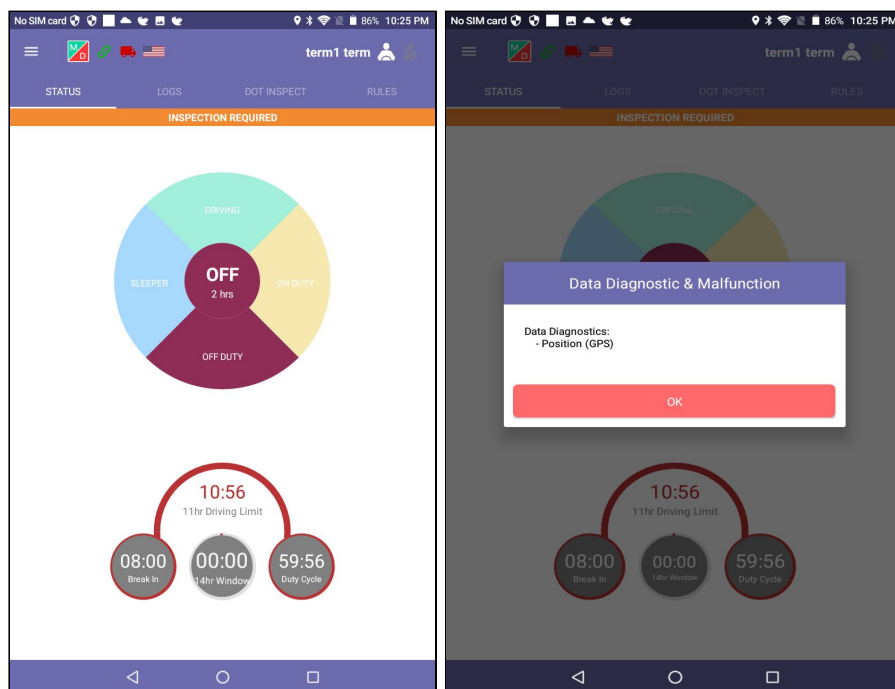 No SIM card 86% 10:25 PM
M
D
term1 term
STATUS LOGS DOT INSPECT RULES
INSPECTION REQUIRED
DRIVING
SLEEPER
OFF
2 hrs
ON DUTY
OFF DUTY
10:56
11hr Driving Limit
08:00
Break In
00:00
14hr Window
59:56
Duty Cycle
No SIM card 86% 10:25 PM
M
D
term1 term
STATUS LOGS DOT INSPECT RULES
INSPECTION REQUIRED
DRIVING
Data Diagnostic & Malfunction
Data Diagnostics:
- Position (GPS)
OK
10:56
11hr Driving Limit
08:00
Break In
00:00
14hr Window
59:56
Duty Cycle